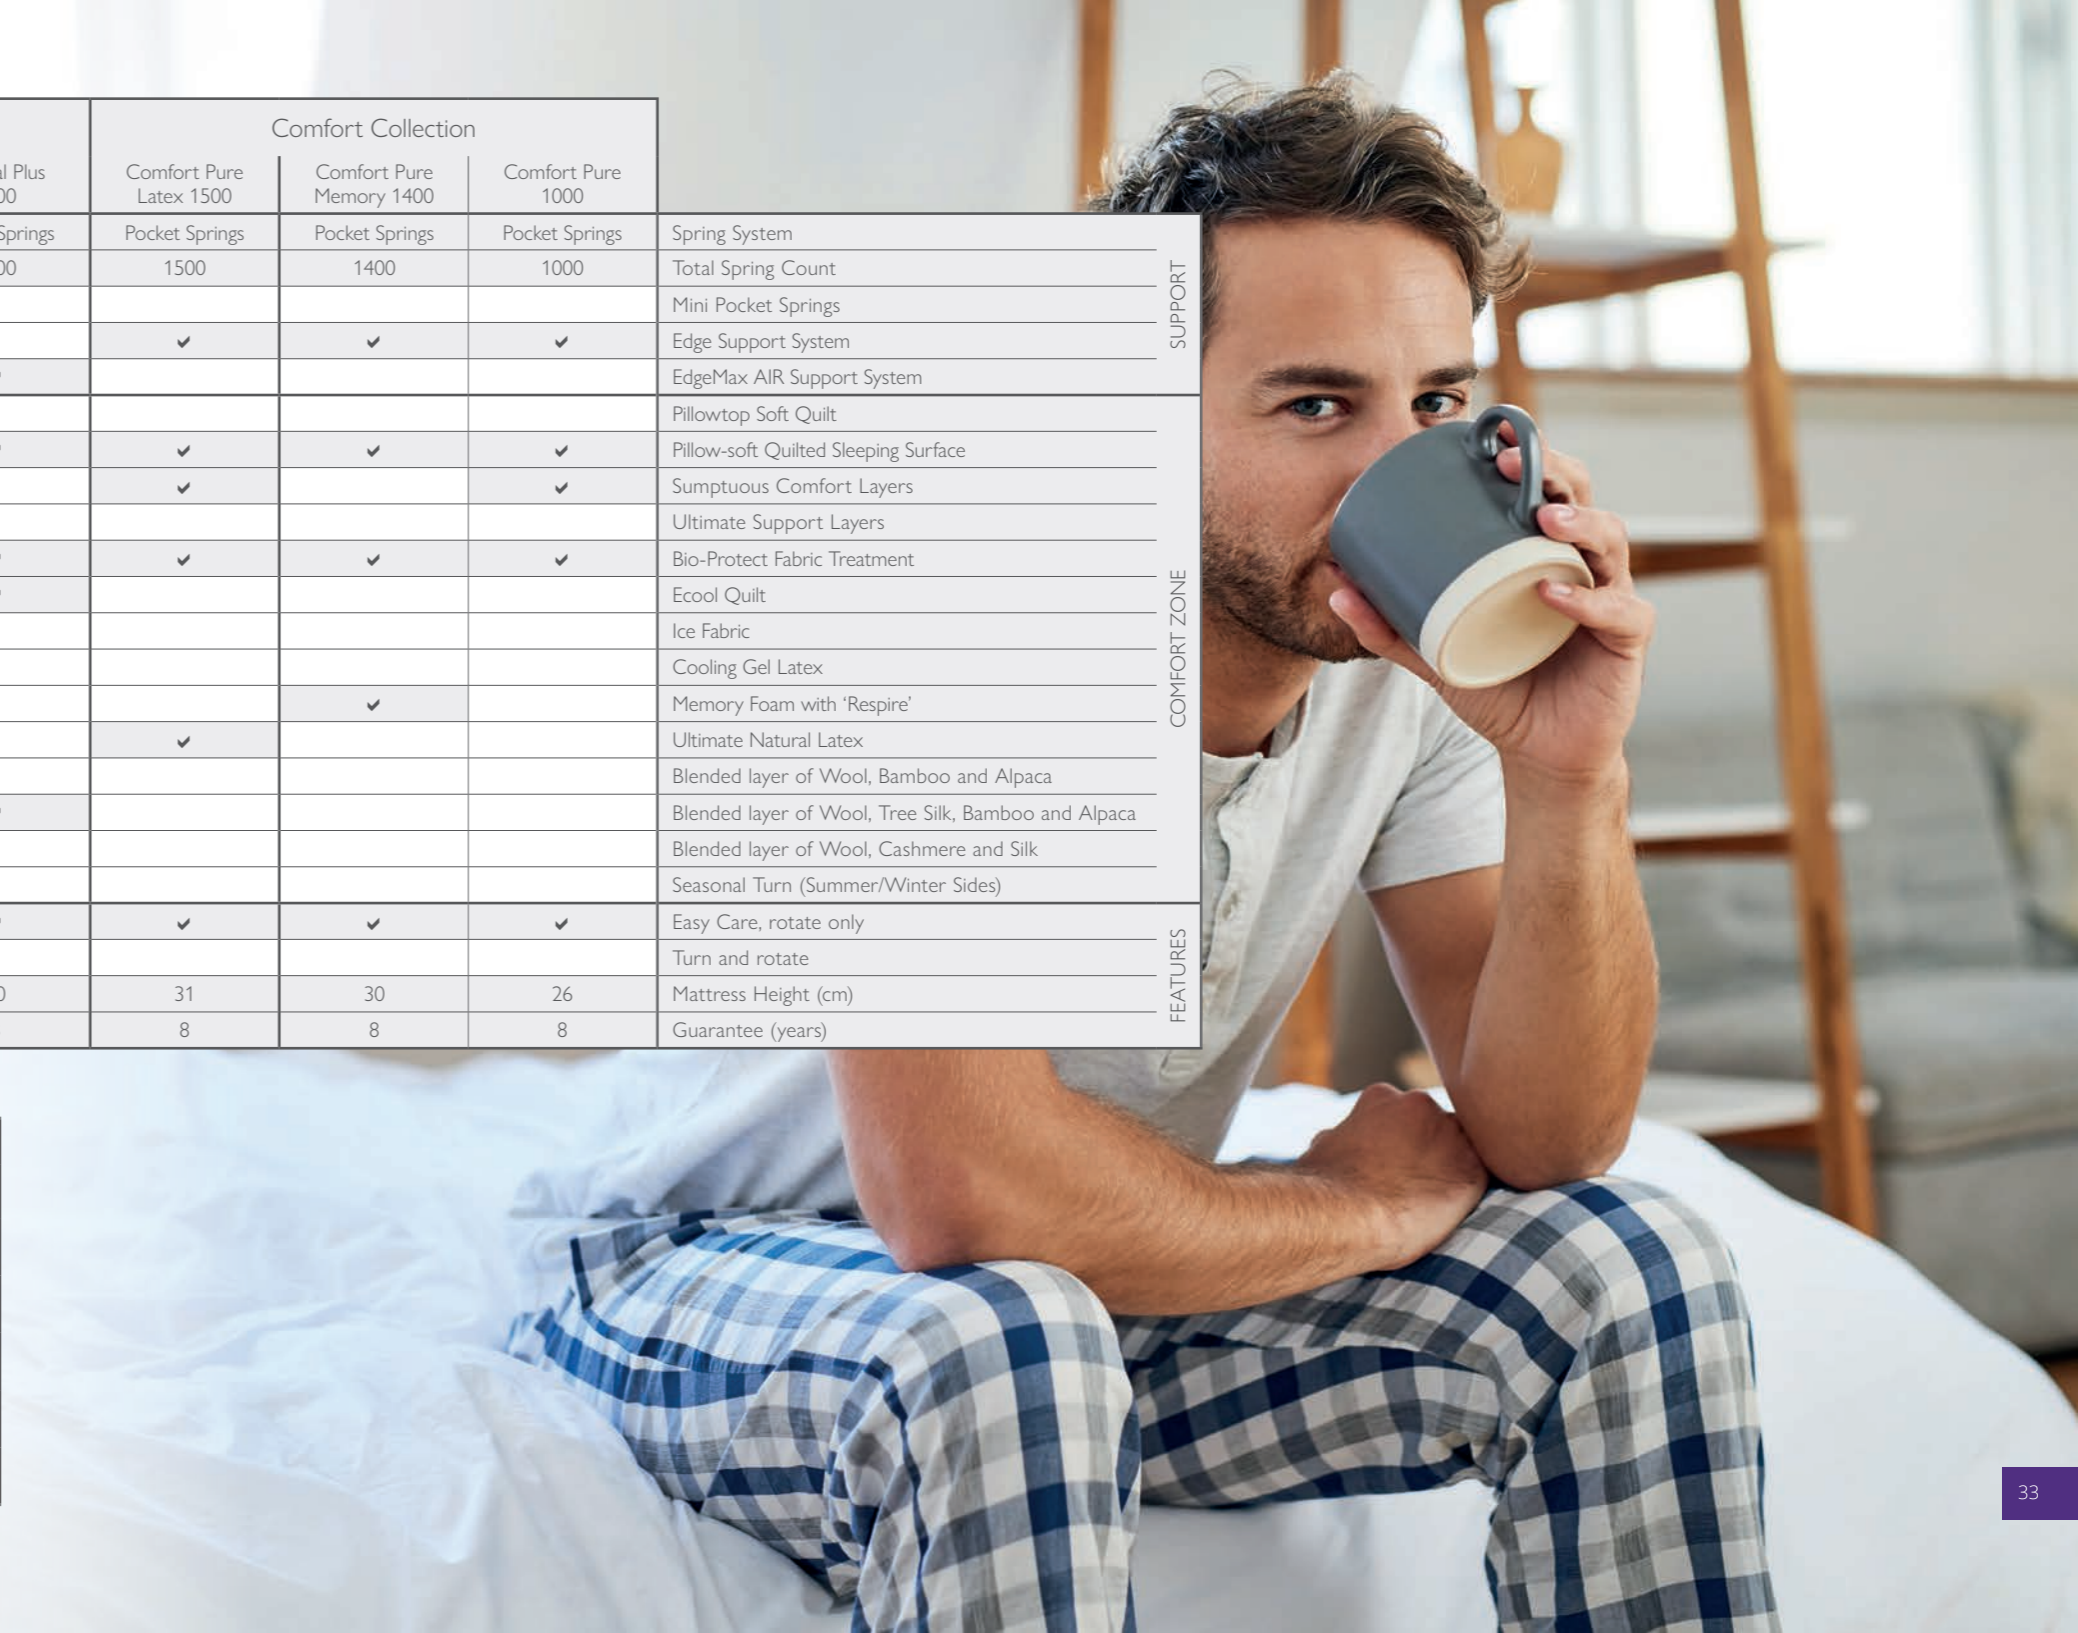 Comfort Collection
Plus Comfort Pure Comfort Pure Comfort Pure
Latex 1500 Memory 1400 1000
Springs Pocket Springs Pocket Springs Pocket Springs Spring System
1500 1400 1000 Total Spring Count
Mini Pocket Springs
✔ ✔ ✔ Edge Support System
EdgeMax AIR Support System
SUPPORT
Pillowtop Soft Quilt
✔ ✔ ✔ Pillow-soft Quilted Sleeping Surface
✔ ✔ Sumptuous Comfort Layers
Ultimate Support Layers
✔ ✔ ✔ Bio-Protect Fabric Treatment
Ecool Quilt
Ice Fabric
Cooling Gel Latex
✔ Memory Foam with ‘Respire’
✔ Ultimate Natural Latex
Blended layer of Wool, Bamboo and Alpaca
Blended layer of Wool, Tree Silk, Bamboo and Alpaca
Blended layer of Wool, Cashmere and Silk
Seasonal Turn (Summer/Winter Sides)
COMFORT ZONE
✔ ✔ ✔ Easy Care, rotate only
Turn and rotate
31 30 26 Mattress Height (cm)
8 8 8 Guarantee (years)
FEATURES
33